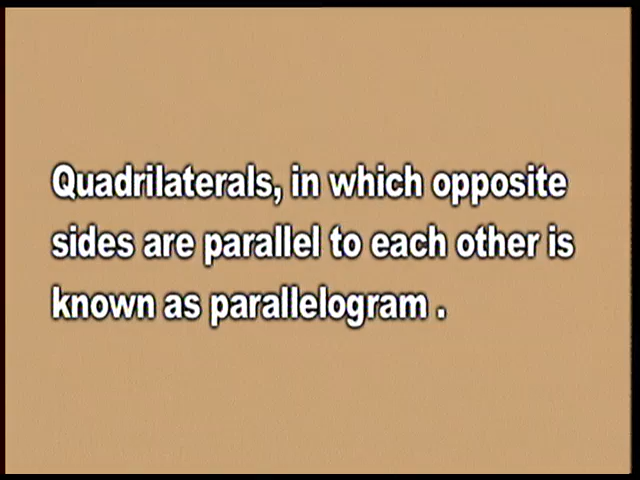 Quadrilaterals, in which opposite
sides are parallel to each other is
known as parallelogram .